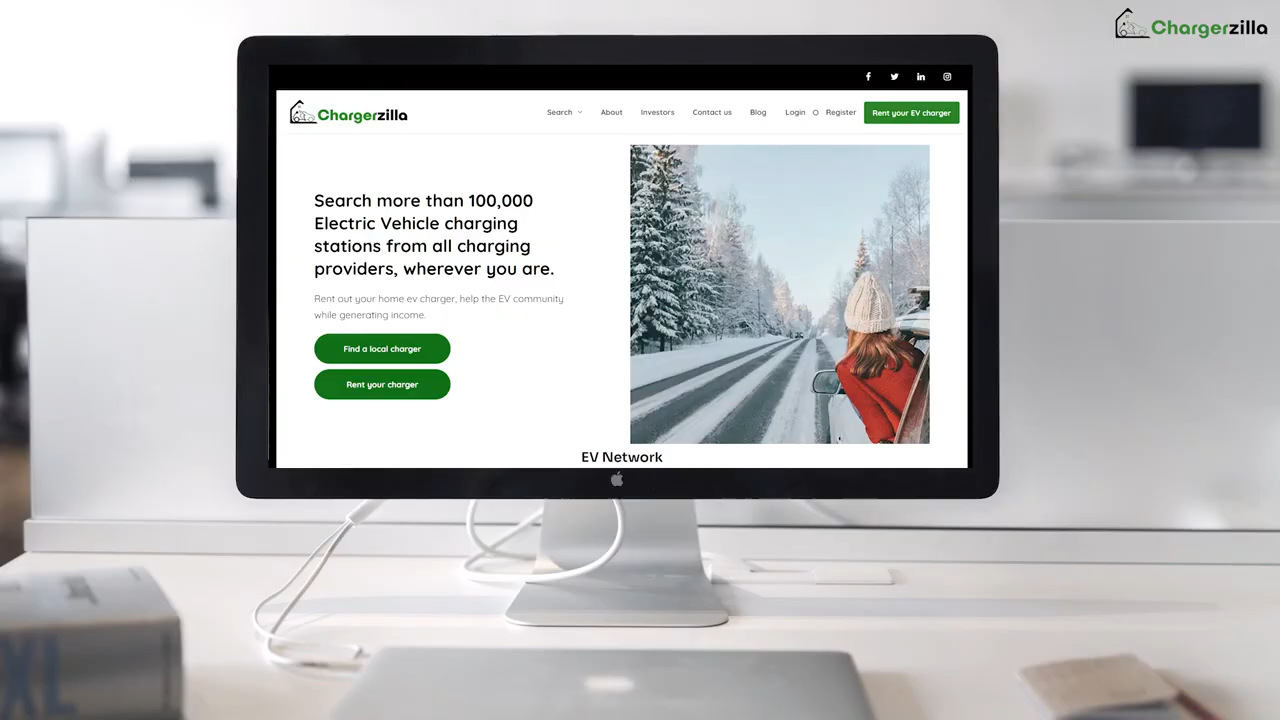 Chargerzilla
Chargerzilla
Search
About
Investors
Contact us
Blog
Login
Register
Rent your EV charger
Search more than 100,000
Electric Vehicle charging
stations from all charging
providers, wherever you are.
Rent out your home ev charger, help the EV community
while generating income.
Find a local charger
Rent your charger
EV Network
XL